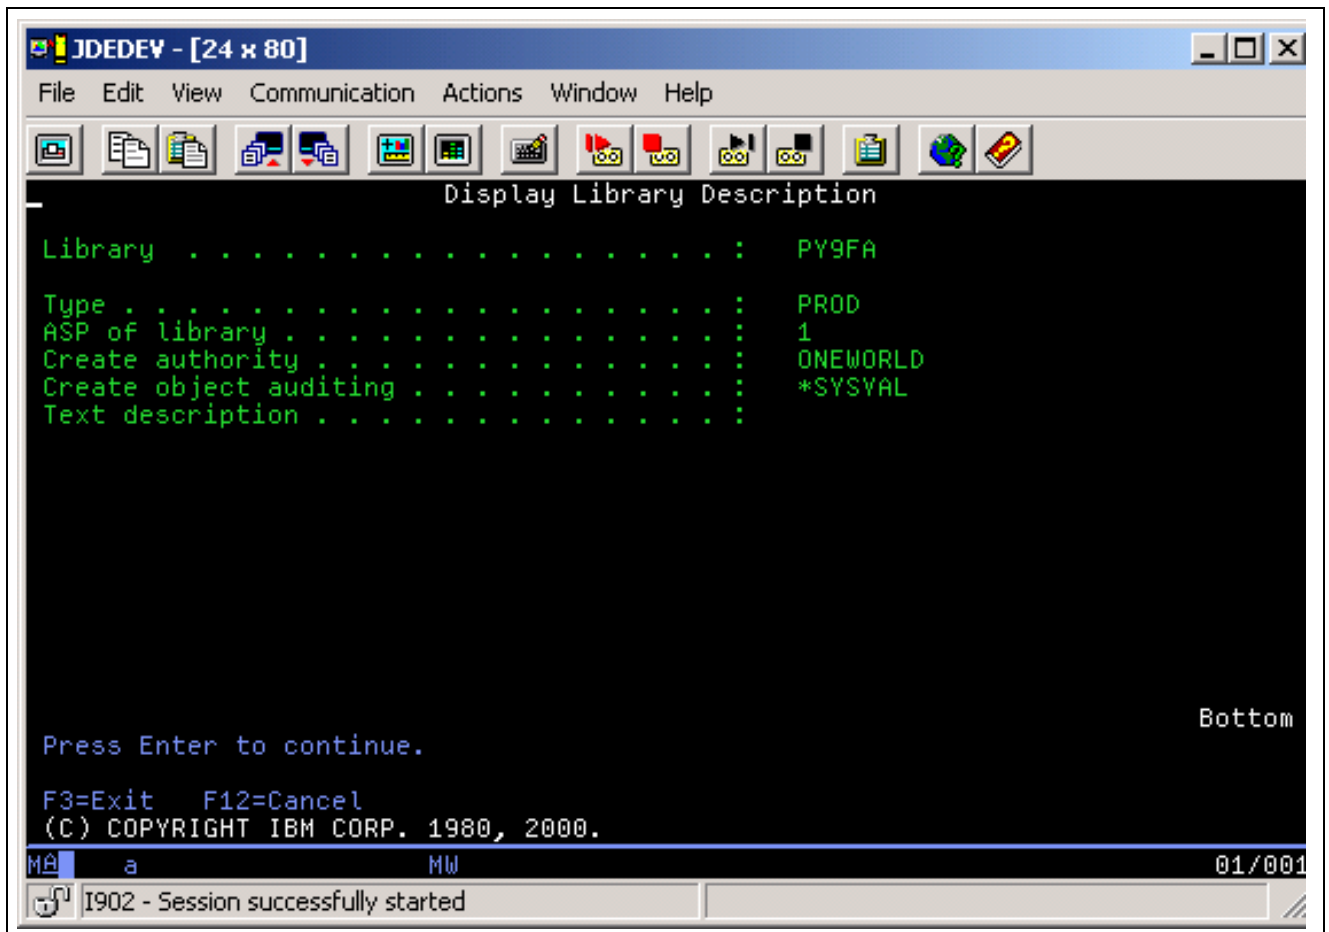 JDEDEV - [24 x 80]
File Edit View Communication Actions Window Help
Display Library Description
Library . . . . . . . . . . . . . . . . . : PY9FA
Type . . . . . . . . . . . . . . . . . . . . : PROD
ASP of library . . . . . . . . . . . . . . : 1
Create authority . . . . . . . . . . . . . : ONEWORLD
Create object auditing . . . . . . . . . . : *SYSVAL
Text description . . . . . . . . . . . . . :
Bottom
Press Enter to continue.
F3=Exit F12=Cancel
(C) COPYRIGHT IBM CORP. 1980, 2000.
MA a MW 01/001
I902 - Session successfully started